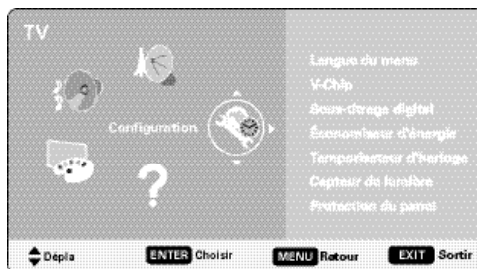 TV
Langue du menu
V-Chip
Sous-titrage digital
Configuration
Économiseur d'énergie
Temporisateur d'horloge
Capteur de lumière
Protection du panel
?
Dépla
ENTER Choisir
MENU Retour
EXIT Sortir